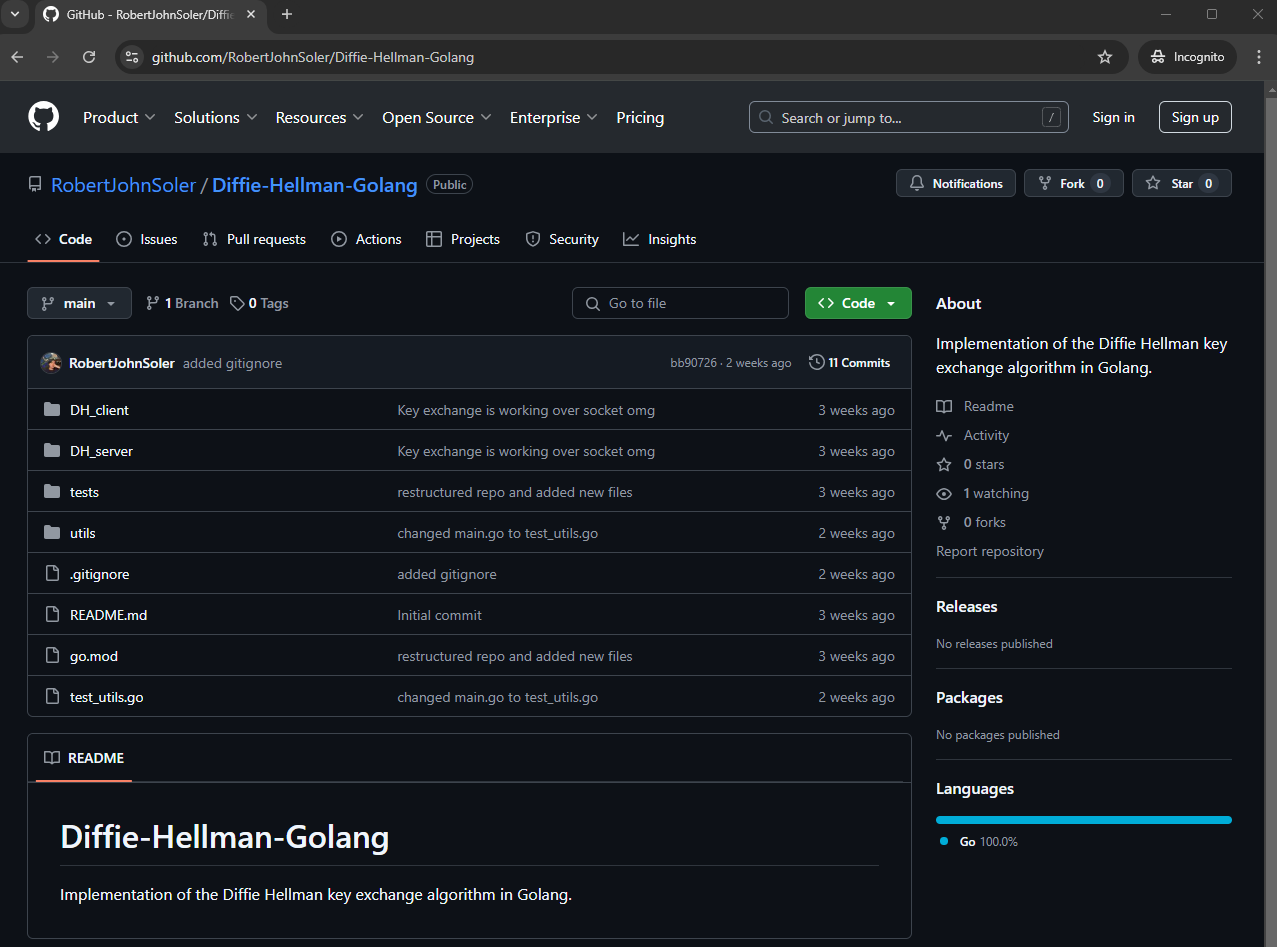 GitHub - RobertJohnSoler/Diffie
github.com/RobertJohnSoler/Diffie-Hellman-Golang
Incognito
Product
Solutions
Resources
Open Source
Enterprise
Pricing
Search or jump to...
/
Sign in
Sign up
RobertJohnSoler / Diffie-Hellman-Golang
Public
Notifications
Fork 0
Star 0
Code
Issues
Pull requests
Actions
Projects
Security
Insights
main
1 Branch
0 Tags
Go to file
Code
RobertJohnSoler added gitignore
bb90726 · 2 weeks ago
11 Commits
DH_client Key exchange is working over socket omg 3 weeks ago
DH_server Key exchange is working over socket omg 3 weeks ago
tests restructured repo and added new files 3 weeks ago
utils changed main.go to test_utils.go 2 weeks ago
.gitignore added gitignore 2 weeks ago
README.md Initial commit 3 weeks ago
go.mod restructured repo and added new files 3 weeks ago
test_utils.go changed main.go to test_utils.go 2 weeks ago
README
Diffie-Hellman-Golang
Implementation of the Diffie Hellman key exchange algorithm in Golang.
About
Implementation of the Diffie Hellman key
exchange algorithm in Golang.
Readme
Activity
0 stars
1 watching
0 forks
Report repository
Releases
No releases published
Packages
No packages published
Languages
Go 100.0%